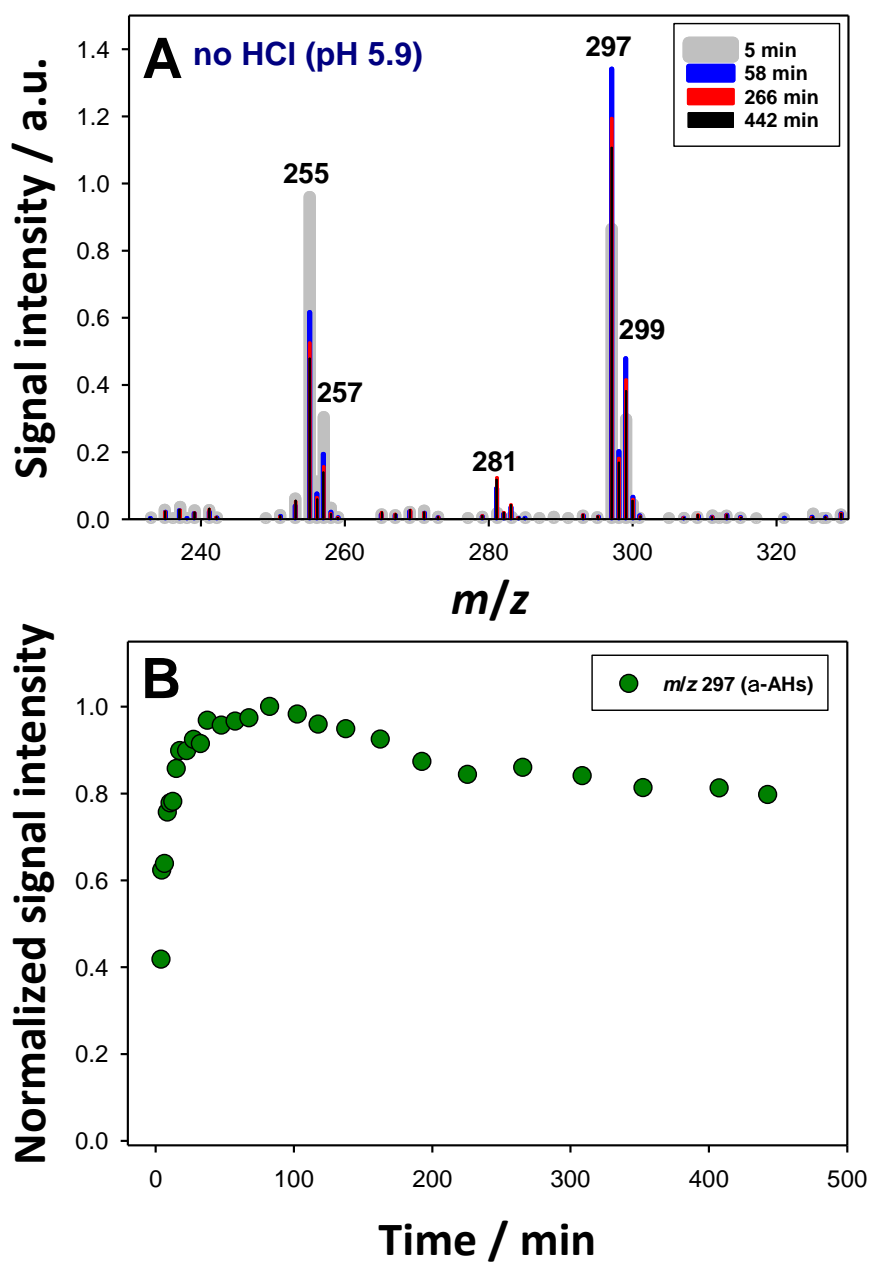 A no HCl (pH 5.9)
5 min
58 min
266 min
442 min
297
255
299
257
281
Signal intensity / a.u.
1.4
1.2
1.0
0.8
0.6
0.4
0.2
0.0
240 260 280 300 320
m/z
B
m/z 297 (a-AHs)
Normalized signal intensity
1.0
0.8
0.6
0.4
0.2
0.0
0 100 200 300 400 500
Time / min